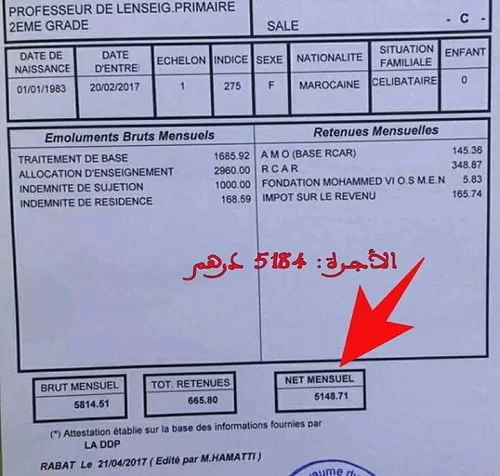 PROFESSEUR DE LENSEIG.PRIMAIRE
2EME GRADE
SALE
- C -
DATE DE NAISSANCE DATE D'ENTRE ECHELON INDICE SEXE NATIONALITE SITUATION FAMILIALE ENFANT
01/01/1983 20/02/2017 1 275 F MAROCAINE CELIBATAIRE 0
Emoluments Bruts Mensuels Retenues Mensuelles
TRAITEMENT DE BASE 1685.92 A M O (BASE RCAR) 145.36
ALLOCATION D'ENSEIGNEMENT 2960.00 R C A R 348.87
INDEMNITE DE SUJETION 1000.00 FONDATION MOHAMMED VI O.S M.E.N 5.83
INDEMNITE DE RESIDENCE 168.59 IMPOT SUR LE REVENU 165.74
الأجرة: 5184 درهم
BRUT MENSUEL TOT. RETENUES NET MENSUEL
5814.51 665.80 5148.71
(*) Attestation établie sur la base des informations fournies par
LA DDP
RABAT Le 21/04/2017 ( Edité par M.HAMATTI )